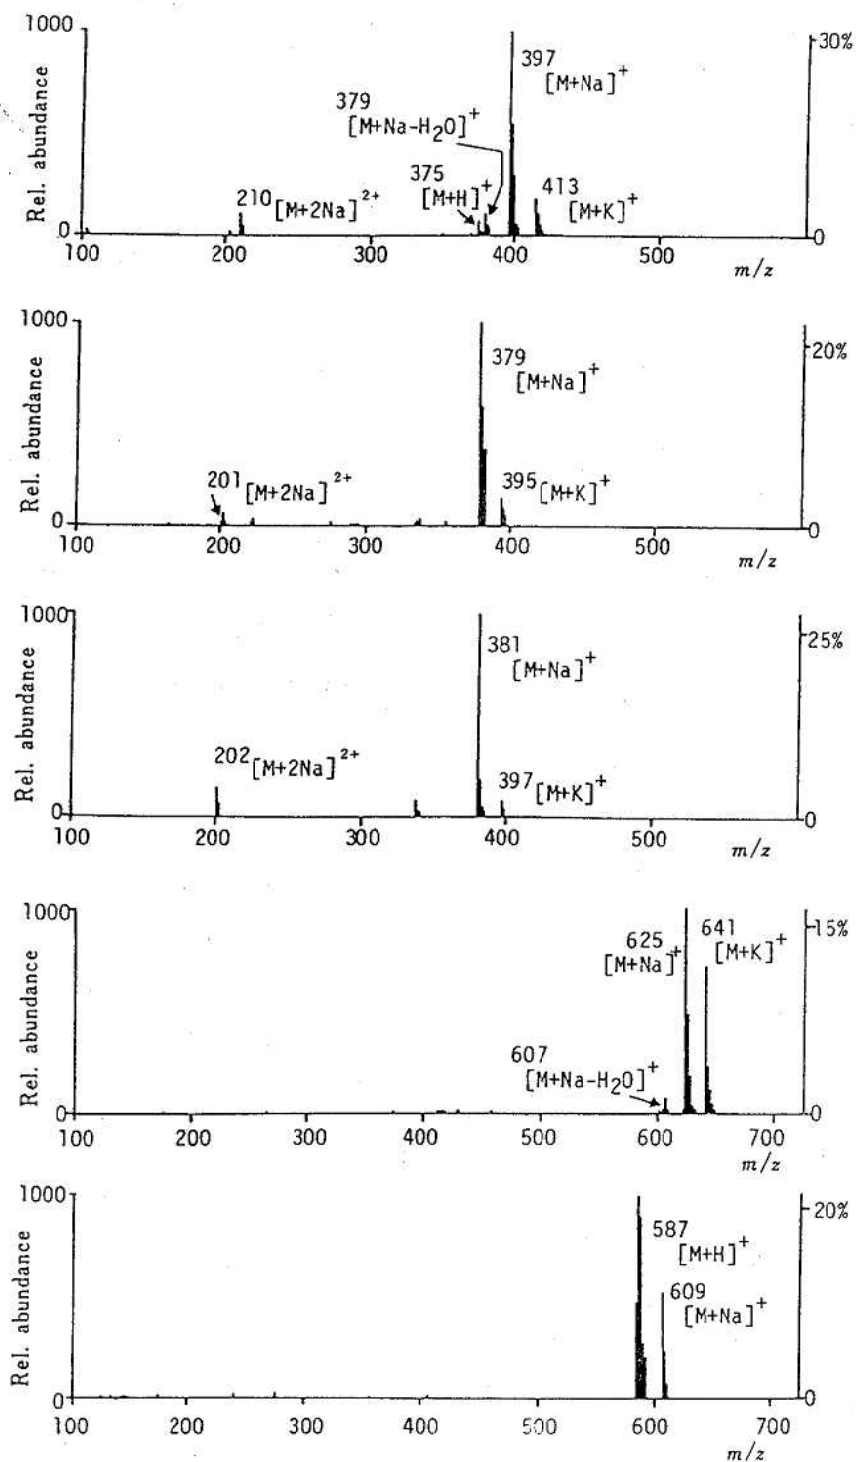 1000
30%
397
[M+Na]⁺
379
[M+Na-H₂O]⁺
375
[M+H]⁺
413
[M+K]⁺
210 [M+2Na]²⁺
Rel. abundance
0
0
100 200 300 400 500
m/z
1000
20%
379
[M+Na]⁺
201 [M+2Na]²⁺
395 [M+K]⁺
Rel. abundance
0
0
100 200 300 400 500
m/z
1000
25%
381
[M+Na]⁺
202 [M+2Na]²⁺
397 [M+K]⁺
Rel. abundance
0
0
100 200 300 400 500
m/z
1000
15%
625
[M+Na]⁺
641
[M+K]⁺
607
[M+Na-H₂O]⁺
Rel. abundance
0
0
100 200 300 400 500 600 700
m/z
1000
20%
587
[M+H]⁺
609
[M+Na]⁺
Rel. abundance
0
0
100 200 300 400 500 600 700
m/z